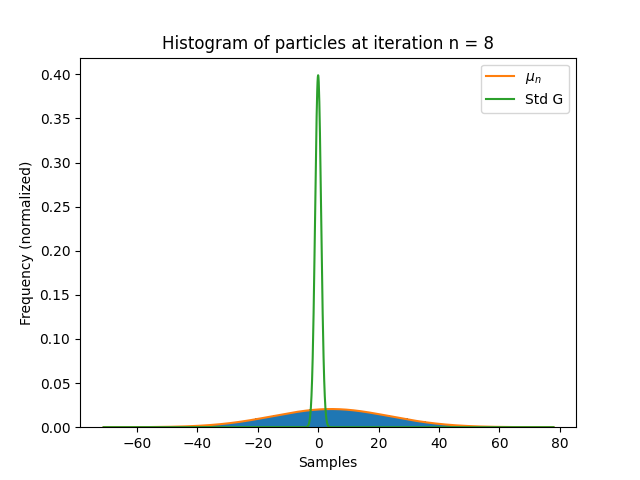 Histogram of particles at iteration n = 8
μn
Std G
Frequency (normalized)
0.40
0.35
0.30
0.25
0.20
0.15
0.10
0.05
0.00
−60 −40 −20 0 20 40 60 80
Samples